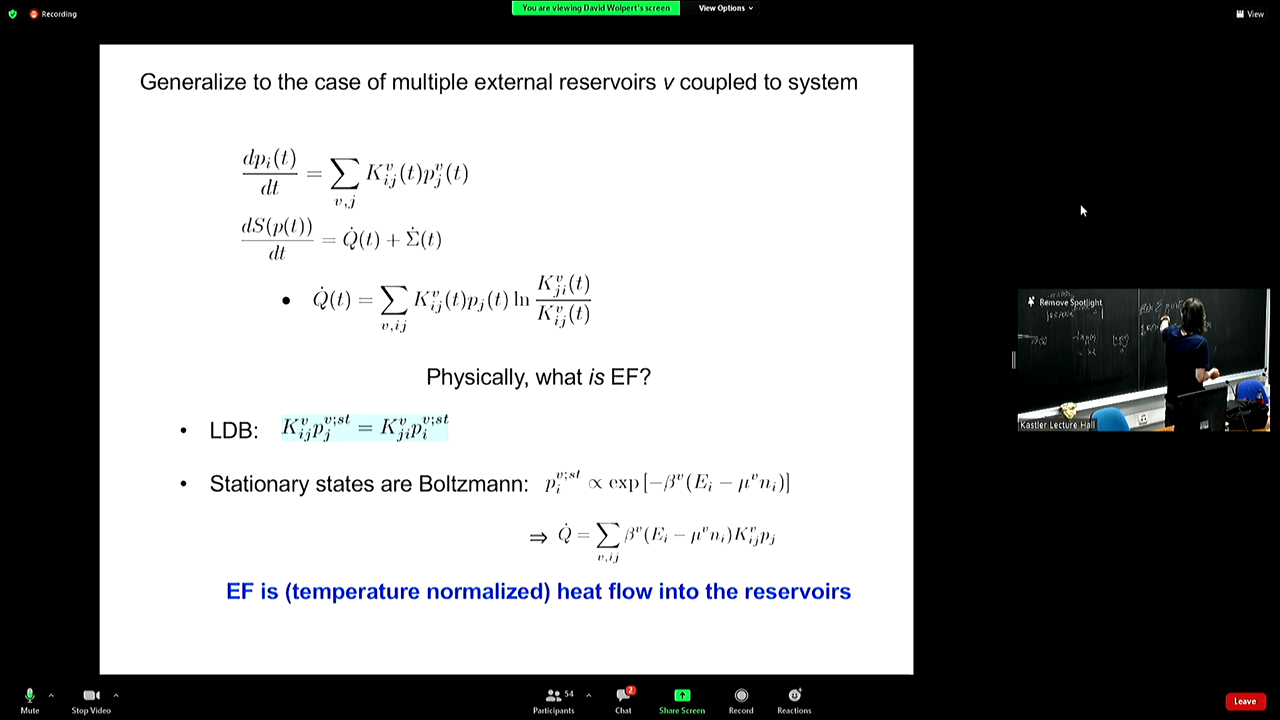 You are viewing David Wolpert's screen View Options
Recording
View
Generalize to the case of multiple external reservoirs v coupled to system
dp_i(t)/dt = ∑_{v,j} K^v_{ij}(t)p^v_j(t)
dS(p(t))/dt = Q̇(t) + Σ̇(t)
• Q̇(t) = ∑_{v,ij} K^v_{ij}(t)p_j(t) ln K^v_{ji}(t)/K^v_{ij}(t)
Physically, what is EF?
• LDB: K^v_{ij}p^{v;st}_j = K^v_{ji}p^{v;st}_i
• Stationary states are Boltzmann: p^{v;st}_i ∝ exp[−β^v(E_i − μ^v n_i)]
⇒ Q̇ = ∑_{v,ij} β^v(E_i − μ^v n_i)K^v_{ij}p_j
EF is (temperature normalized) heat flow into the reservoirs
Remove Spotlight
Kastler Lecture Hall
Mute
Stop Video
54
Participants
2
Chat
Share Screen
Record
Reactions
Leave